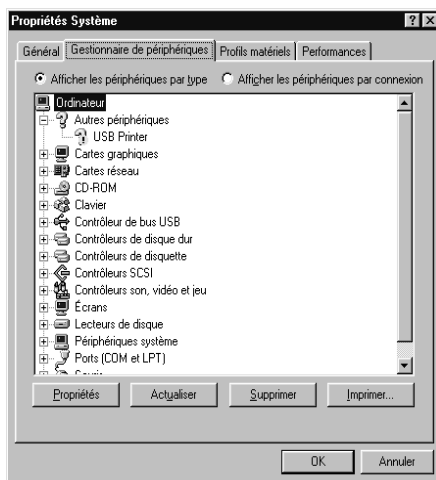 Propriétés Système
Général Gestionnaire de périphériques Profils matériels Performances
Afficher les périphériques par type Afficher les périphériques par connexion
Ordinateur
Autres périphériques
USB Printer
Cartes graphiques
Cartes réseau
CD-ROM
Clavier
Contrôleur de bus USB
Contrôleurs de disque dur
Contrôleurs de disquette
Contrôleurs SCSI
Contrôleurs son, vidéo et jeu
Écrans
Lecteurs de disque
Périphériques système
Ports (COM et LPT)
Souris
Propriétés Actualiser Supprimer Imprimer...
OK Annuler